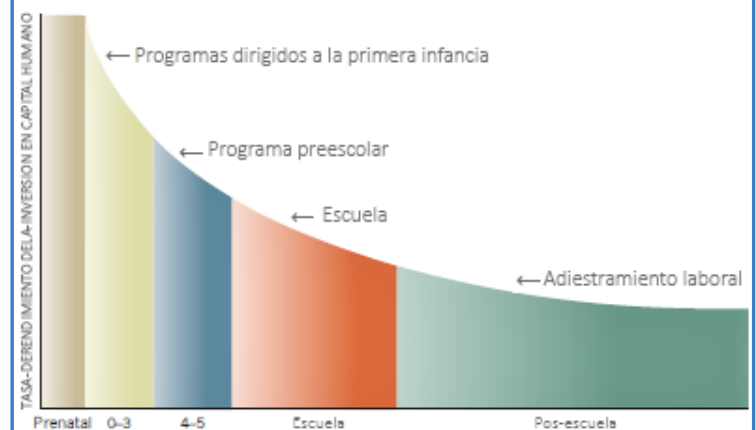 TASA-DERENDIMIENTO DELA-INVERSION EN CAPITAL HUMANO
← Programas dirigidos a la primera infancia
← Programa preescolar
← Escuela
← Adiestramiento laboral
Prenatal 0–3 4–5 Escuela Pos-escuela